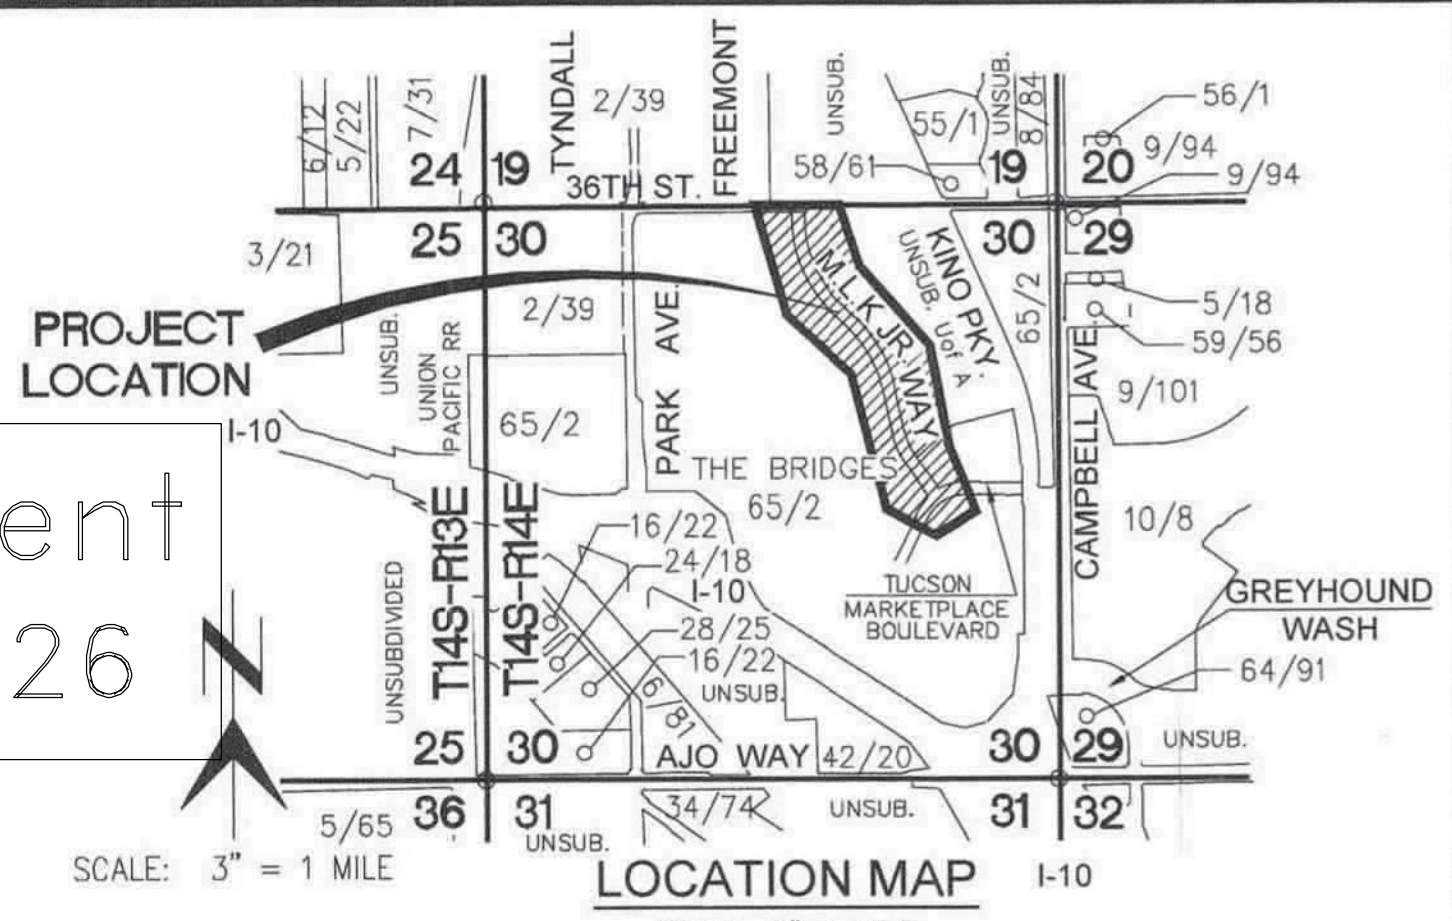 6/12
5/22
7/31
TYNDALL
2/39
FREEMONT
UNSUB.
55/1
UNSUB.
8/84
56/1
24
19
58/61
19
20
9/94
9/94
36TH ST.
25
30
30
29
3/21
KINO PKY.
UNSUB. UofA
M.L.K JR. WAY
65/2
5/18
59/56
PROJECT
LOCATION
2/39
UNSUB.
UNION
PACIFIC RR
PARK AVE.
CAMPBELL AVE.
9/101
I-10
65/2
THE BRIDGES
65/2
ent
26
T14S-R13E
T14S-R14E
16/22
24/18
I-10
28/25
16/22
10/8
TUCSON
MARKETPLACE
BOULEVARD
GREYHOUND
WASH
64/91
UNSUBDIVIDED
UNSUB.
6/81
N
25
30
AJO WAY
42/20
30
29
UNSUB.
36
31
34/74
UNSUB.
31
32
5/65
UNSUB.
SCALE: 3" = 1 MILE
LOCATION MAP
I-10